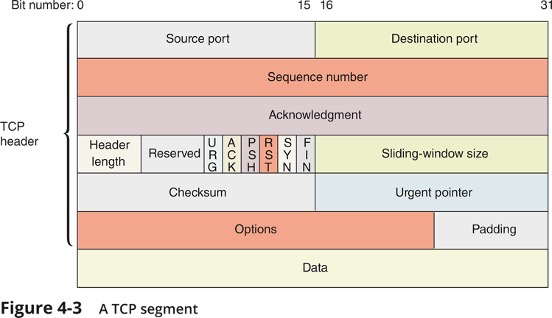 Bit number: 0 15 16 31
Source port Destination port
Sequence number
Acknowledgment
TCP header
Header length Reserved URG ACK PSH RST SYN FIN Sliding-window size
Checksum Urgent pointer
Options Padding
Data
Figure 4-3 A TCP segment